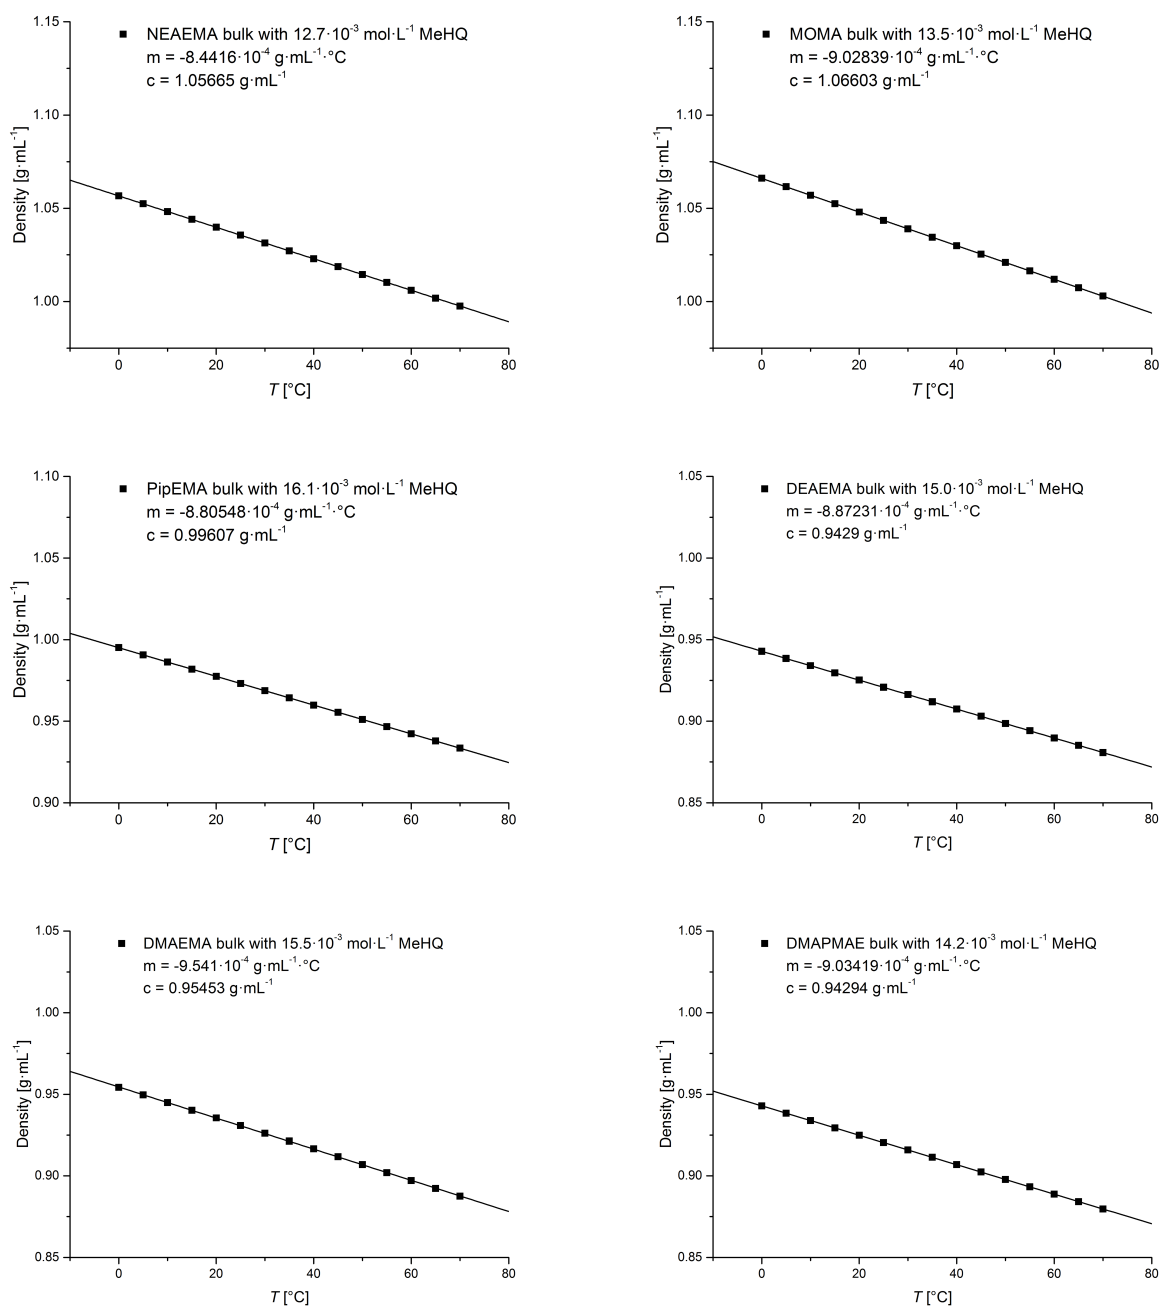 NEAEMA bulk with 12.7·10⁻³ mol·L⁻¹ MeHQ
m = -8.4416·10⁻⁴ g·mL⁻¹·°C
c = 1.05665 g·mL⁻¹
1.15
1.10
1.05
1.00
Density [g·mL⁻¹]
0 20 40 60 80
T [°C]
MOMA bulk with 13.5·10⁻³ mol·L⁻¹ MeHQ
m = -9.02839·10⁻⁴ g·mL⁻¹·°C
c = 1.06603 g·mL⁻¹
1.15
1.10
1.05
1.00
Density [g·mL⁻¹]
0 20 40 60 80
T [°C]
PipEMA bulk with 16.1·10⁻³ mol·L⁻¹ MeHQ
m = -8.80548·10⁻⁴ g·mL⁻¹·°C
c = 0.99607 g·mL⁻¹
1.10
1.05
1.00
0.95
0.90
Density [g·mL⁻¹]
0 20 40 60 80
T [°C]
DEAEMA bulk with 15.0·10⁻³ mol·L⁻¹ MeHQ
m = -8.87231·10⁻⁴ g·mL⁻¹·°C
c = 0.9429 g·mL⁻¹
1.05
1.00
0.95
0.90
0.85
Density [g·mL⁻¹]
0 20 40 60 80
T [°C]
DMAEMA bulk with 15.5·10⁻³ mol·L⁻¹ MeHQ
m = -9.541·10⁻⁴ g·mL⁻¹·°C
c = 0.95453 g·mL⁻¹
1.05
1.00
0.95
0.90
0.85
Density [g·mL⁻¹]
0 20 40 60 80
T [°C]
DMAPMAE bulk with 14.2·10⁻³ mol·L⁻¹ MeHQ
m = -9.03419·10⁻⁴ g·mL⁻¹·°C
c = 0.94294 g·mL⁻¹
1.05
1.00
0.95
0.90
0.85
Density [g·mL⁻¹]
0 20 40 60 80
T [°C]